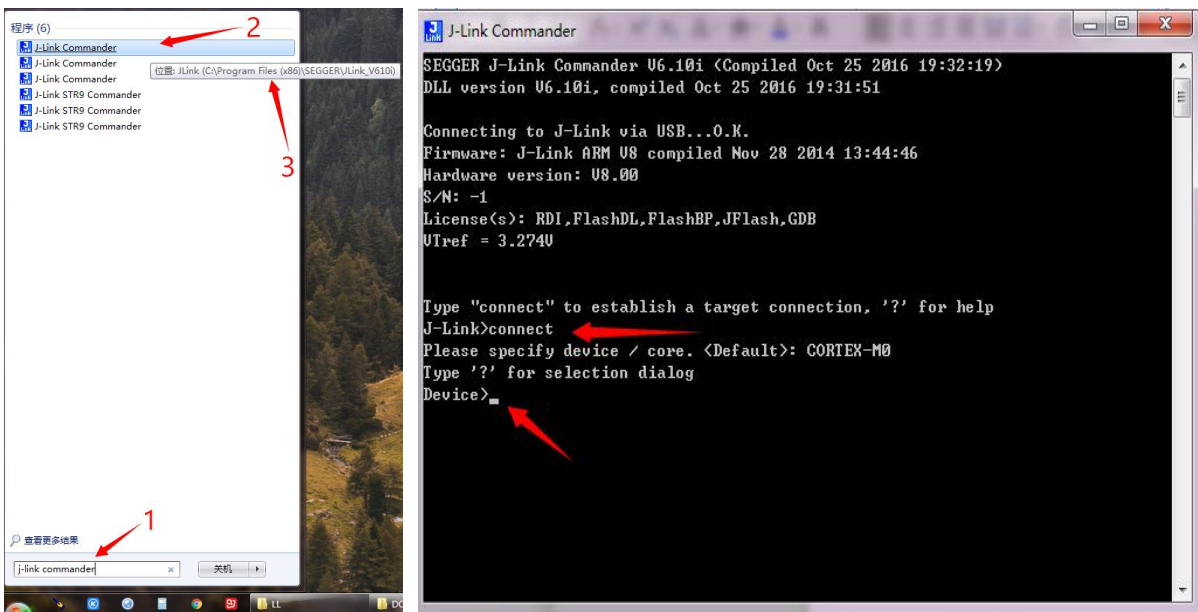 程序 (6)
2
J-Link Commander
J-Link Commander
位置: JLink (C:\Program Files (x86)\SEGGER\JLink_V610i)
J-Link Commander
J-Link STR9 Commander
J-Link STR9 Commander
J-Link STR9 Commander
3
查看更多结果
1
j-link commander
关机
LL
DC
J-Link Commander
SEGGER J-Link Commander V6.10i (Compiled Oct 25 2016 19:32:19)
DLL version V6.10i, compiled Oct 25 2016 19:31:51
Connecting to J-Link via USB...O.K.
Firmware: J-Link ARM V8 compiled Nov 28 2014 13:44:46
Hardware version: V8.00
S/N: -1
License(s): RDI,FlashDL,FlashBP,JFlash,GDB
VTref = 3.274V
Type "connect" to establish a target connection, '?' for help
J-Link>connect
Please specify device / core. <Default>: CORTEX-M0
Type '?' for selection dialog
Device>_